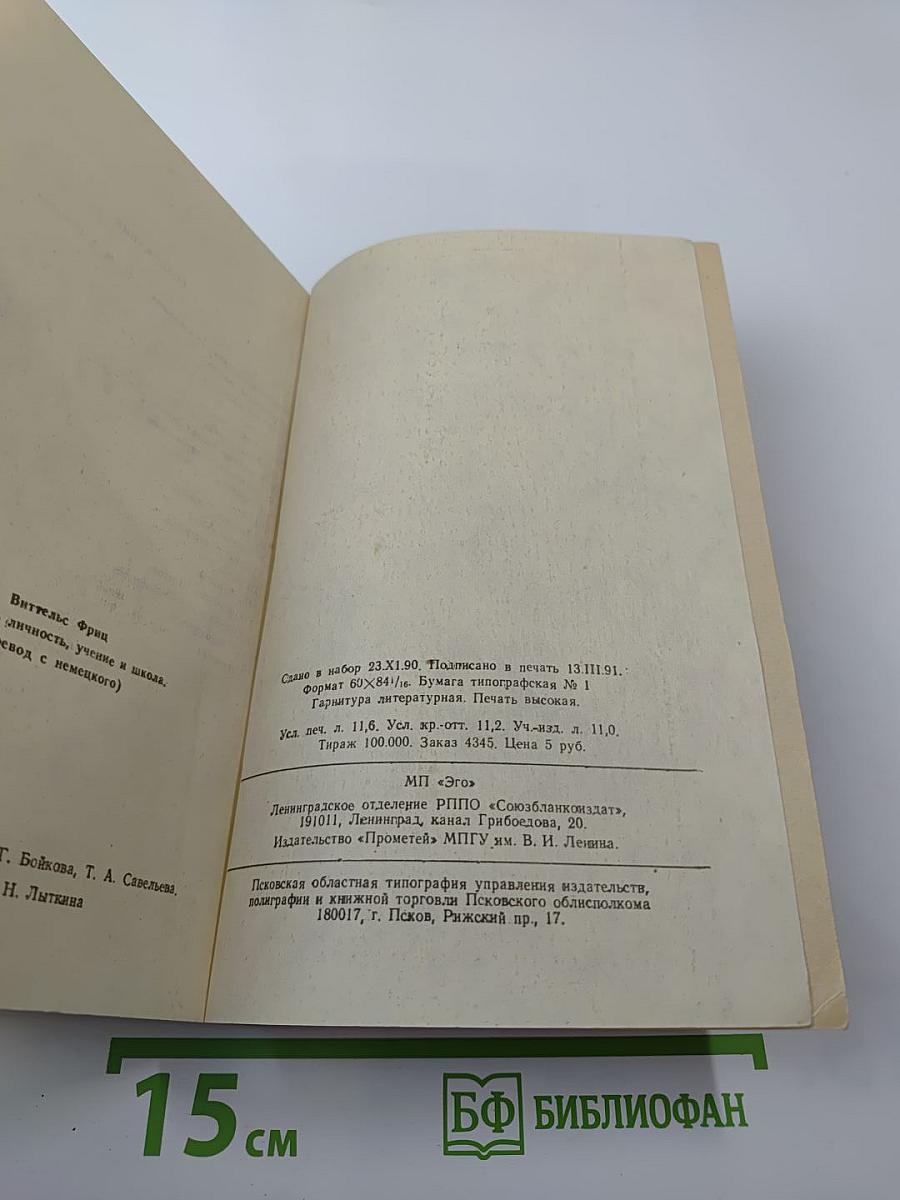 Виттельс Фриц
личность, учение и школа.
евод с немецкого)
Г. Бойкова, Т. А. Савельева,
Н. Лыткина
Сдано в набор 23.XI.90. Подписано в печать 13.III.91.
Формат 60×84¹/₁₆. Бумага типографская № 1
Гарнитура литературная. Печать высокая.
Усл. печ. л. 11,6. Усл. кр.-отт. 11,2. Уч.-изд. л. 11,0.
Тираж 100.000. Заказ 4345. Цена 5 руб.
МП «Эго»
Ленинградское отделение РППО «Союзбланкоиздат»,
191011, Ленинград, канал Грибоедова, 20.
Издательство «Прометей» МПГУ им. В. И. Ленина.
Псковская областная типография управления издательств,
полиграфии и книжной торговли Псковского облисполкома
180017, г. Псков, Рижский пр., 17.
15 см
БФ БИБЛИОФАН